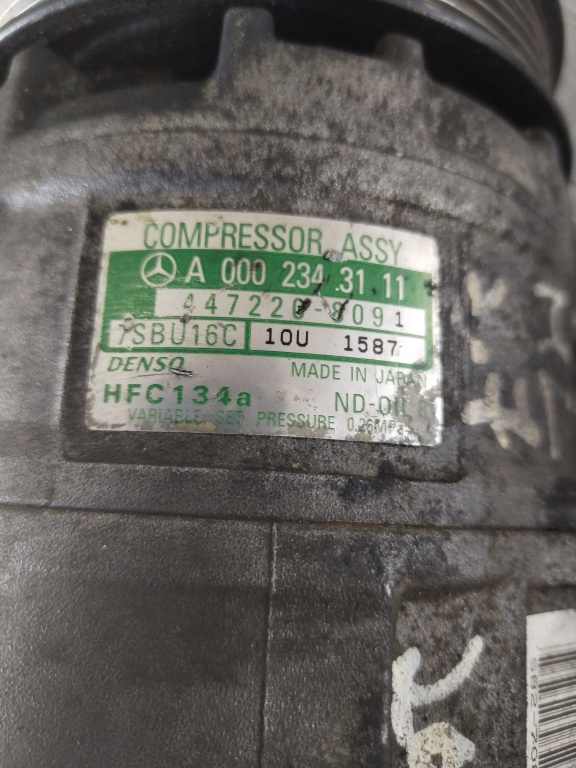 COMPRESSOR ASSY
A 000 234.31 11
447220-8091
7SBU16C 10U 1587
DENSO MADE IN JAPAN
HFC134a ND-OIL 8
VARIABLE SET PRESSURE 0.26MPa